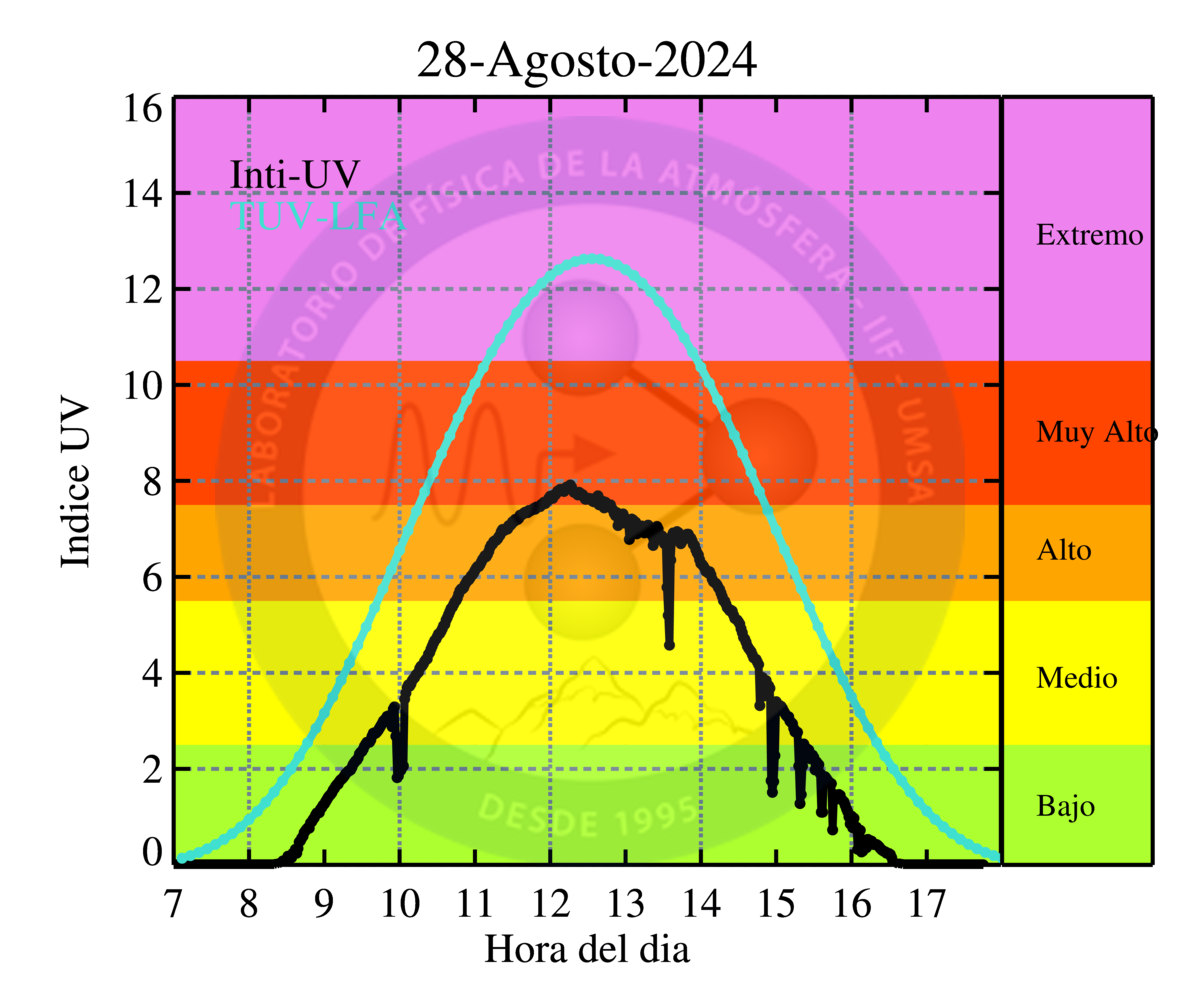 28-Agosto-2024
16
14
12
10
8
6
4
2
0
Indice UV
Inti-UV
TUV-LFA
LABORATORIO DE FÍSICA DE LA ATMÓSFERA - IIF - UMSA
DESDE 1995
Extremo
Muy Alto
Alto
Medio
Bajo
7 8 9 10 11 12 13 14 15 16 17
Hora del dia